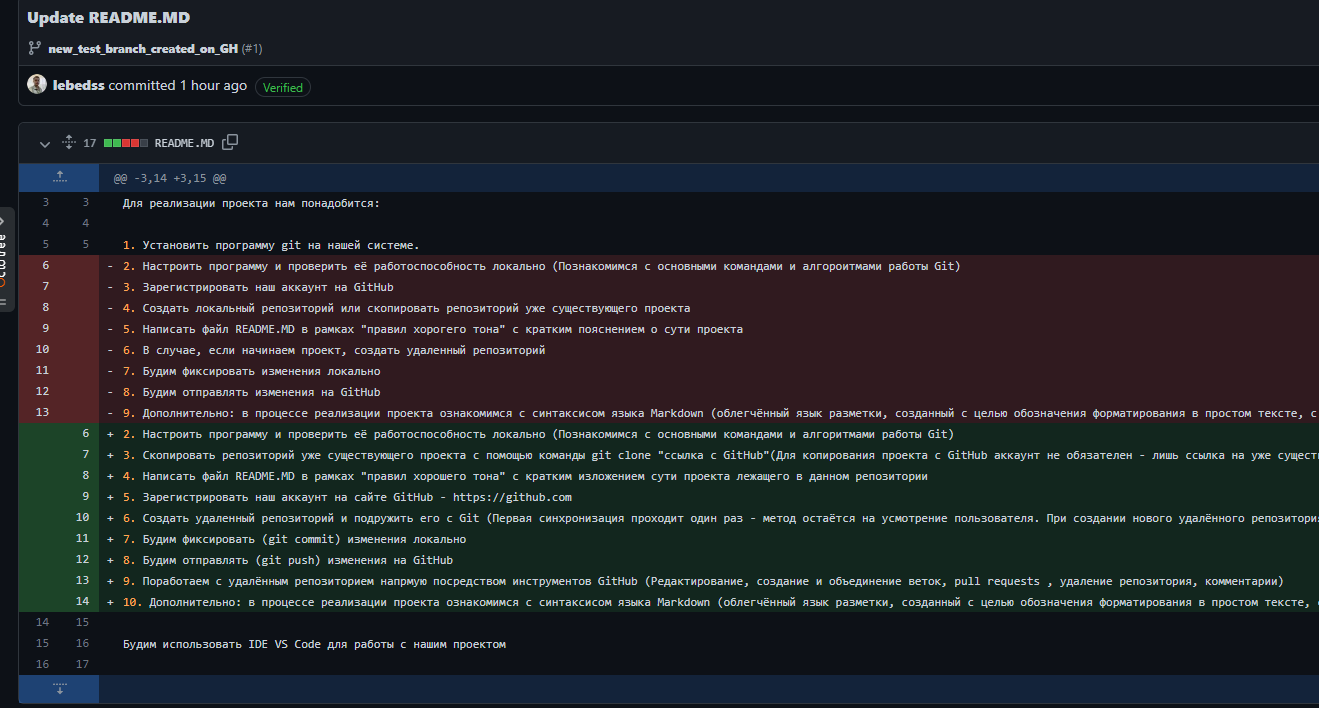 Update README.MD
new_test_branch_created_on_GH (#1)
lebedss committed 1 hour ago Verified
17 README.MD
@@ -3,14 +3,15 @@
3 3 Для реализации проекта нам понадобится:
4 4
5 5 1. Установить программу git на нашей системе.
6 - 2. Настроить программу и проверить её работоспособность локально (Познакомимся с основными командами и алгороитмами работы Git)
7 - 3. Зарегистрировать наш аккаунт на GitHub
8 - 4. Создать локальный репозиторий или скопировать репозиторий уже существующего проекта
9 - 5. Написать файл README.MD в рамках "правил хорогего тона" с кратким пояснением о сути проекта
10 - 6. В случае, если начинаем проект, создать удаленный репозиторий
11 - 7. Будим фиксировать изменения локально
12 - 8. Будим отправлять изменения на GitHub
13 - 9. Дополнительно: в процессе реализации проекта ознакомимся с синтаксисом языка Markdown (облегчённый язык разметки, созданный с целью обозначения форматирования в простом тексте, с
6 + 2. Настроить программу и проверить её работоспособность локально (Познакомимся с основными командами и алгоритмами работы Git)
7 + 3. Скопировать репозиторий уже существующего проекта с помощью команды git clone "ссылка с GitHub"(Для копирования проекта с GitHub аккаунт не обязателен - лишь ссылка на уже сущест
8 + 4. Написать файл README.MD в рамках "правил хорошего тона" с кратким изложением сути проекта лежащего в данном репозитории
9 + 5. Зарегистрировать наш аккаунт на сайте GitHub - https://github.com
10 + 6. Создать удаленный репозиторий и подружить его с Git (Первая синхронизация проходит один раз - метод остаётся на усмотрение пользователя. При создании нового удалённого репозитория
11 + 7. Будим фиксировать (git commit) изменения локально
12 + 8. Будим отправлять (git push) изменения на GitHub
13 + 9. Поработаем с удалённым репозиторием напрмую посредством инструментов GitHub (Редактирование, создание и объединение веток, pull requests , удаление репозитория, комментарии)
14 + 10. Дополнительно: в процессе реализации проекта ознакомимся с синтаксисом языка Markdown (облегчённый язык разметки, созданный с целью обозначения форматирования в простом тексте,
14 15
15 16 Будим использовать IDE VS Code для работы с нашим проектом
16 17